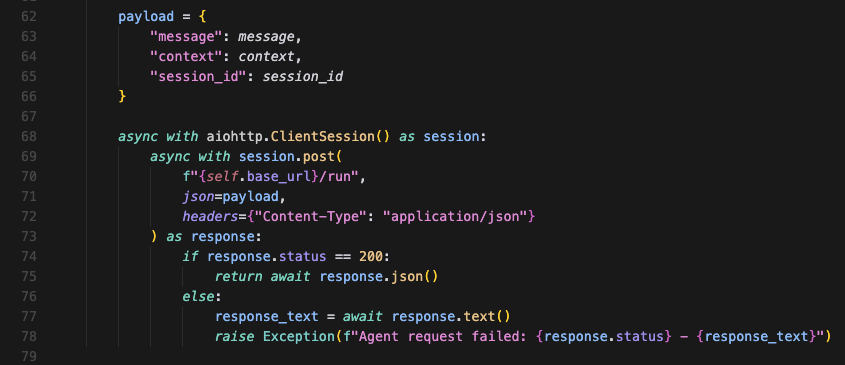 62 payload = {
63 "message": message,
64 "context": context,
65 "session_id": session_id
66 }
67
68 async with aiohttp.ClientSession() as session:
69 async with session.post(
70 f"{self.base_url}/run",
71 json=payload,
72 headers={"Content-Type": "application/json"}
73 ) as response:
74 if response.status == 200:
75 return await response.json()
76 else:
77 response_text = await response.text()
78 raise Exception(f"Agent request failed: {response.status} - {response_text}")
79